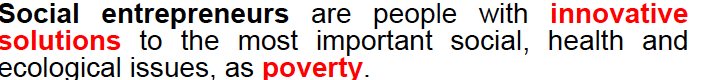 Social entrepreneurs are people with innovative
solutions to the most important social, health and
ecological issues, as poverty.